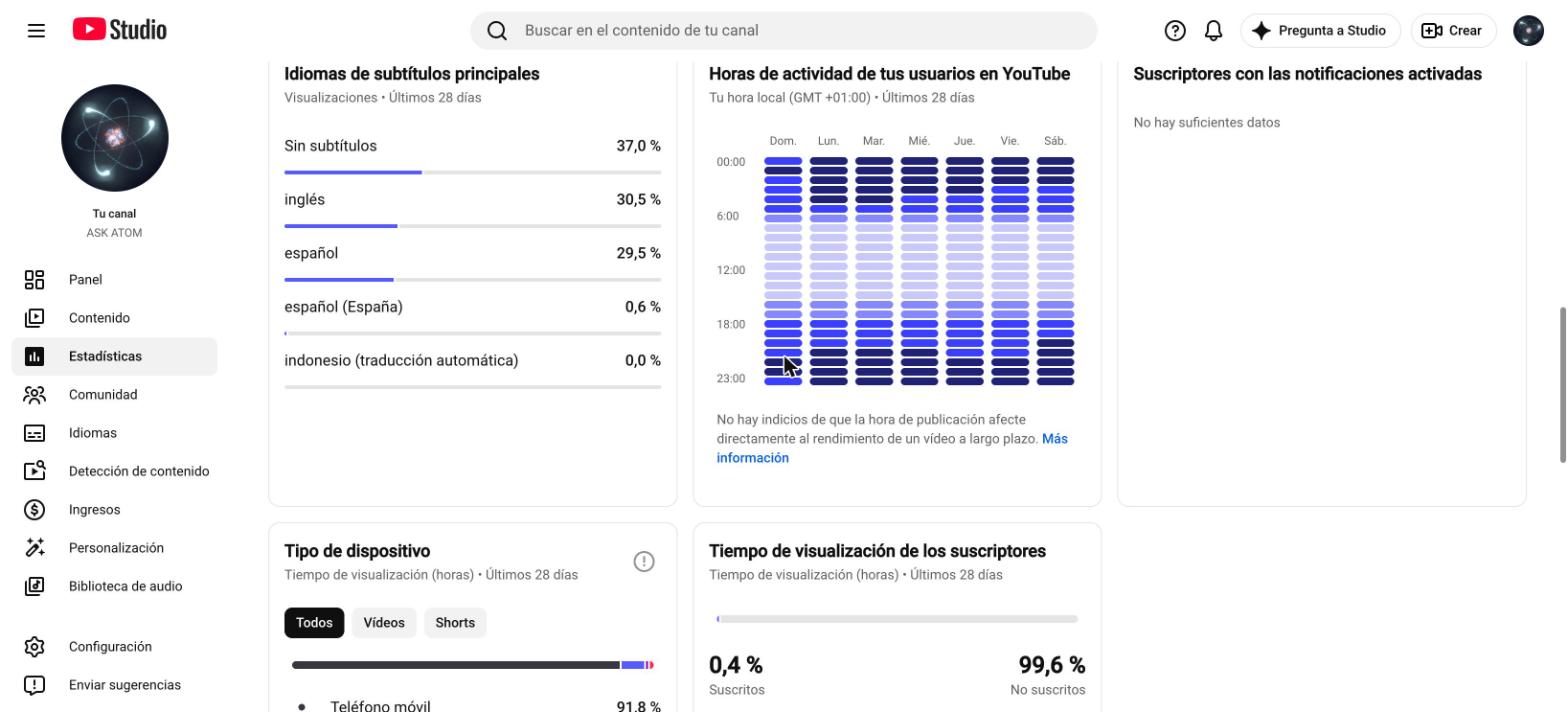 Studio
Buscar en el contenido de tu canal
Pregunta a Studio
Crear
Tu canal
ASK ATOM
Panel
Contenido
Estadísticas
Comunidad
Idiomas
Detección de contenido
Ingresos
Personalización
Biblioteca de audio
Configuración
Enviar sugerencias
Idiomas de subtítulos principales
Visualizaciones • Últimos 28 días
Sin subtítulos 37,0 %
inglés 30,5 %
español 29,5 %
español (España) 0,6 %
indonesio (traducción automática) 0,0 %
Horas de actividad de tus usuarios en YouTube
Tu hora local (GMT +01:00) • Últimos 28 días
Dom. Lun. Mar. Mié. Jue. Vie. Sáb.
00:00
6:00
12:00
18:00
23:00
No hay indicios de que la hora de publicación afecte
directamente al rendimiento de un vídeo a largo plazo. Más
información
Suscriptores con las notificaciones activadas
No hay suficientes datos
Tipo de dispositivo
Tiempo de visualización (horas) • Últimos 28 días
Todos Vídeos Shorts
Teléfono móvil 91,8 %
Tiempo de visualización de los suscriptores
Tiempo de visualización (horas) • Últimos 28 días
0,4 % 99,6 %
Suscritos No suscritos